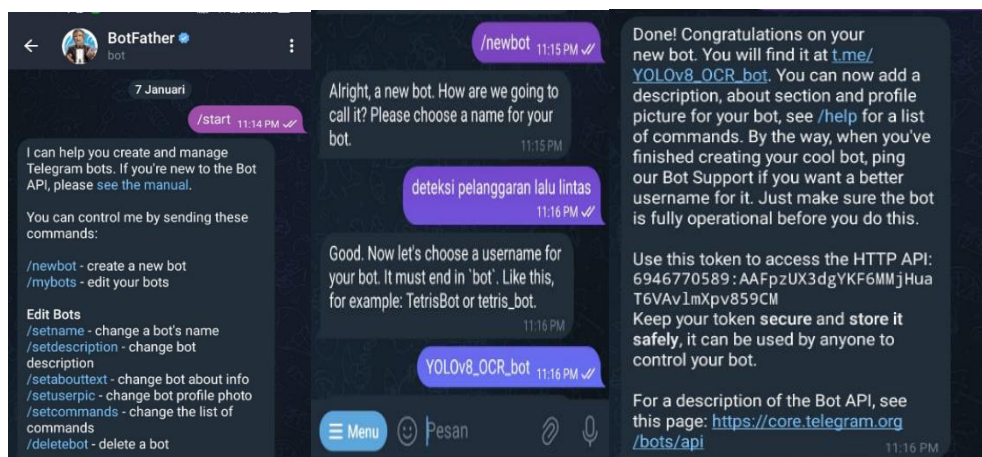 BotFather
bot
7 Januari
/start 11:14 PM
I can help you create and manage
Telegram bots. If you're new to the Bot
API, please see the manual.
You can control me by sending these
commands:
/newbot - create a new bot
/mybots - edit your bots
Edit Bots
/setname - change a bot's name
/setdescription - change bot
description
/setabouttext - change bot about info
/setuserpic - change bot profile photo
/setcommands - change the list of
commands
/deletebot - delete a bot
/newbot 11:15 PM
Alright, a new bot. How are we going to
call it? Please choose a name for your
bot.
11:15 PM
deteksi pelanggaran lalu lintas
11:16 PM
Good. Now let's choose a username for
your bot. It must end in `bot`. Like this,
for example: TetrisBot or tetris_bot.
11:16 PM
YOLOv8_OCR_bot 11:16 PM
Menu
Pesan
Done! Congratulations on your
new bot. You will find it at t.me/
YOLOv8_OCR_bot. You can now add a
description, about section and profile
picture for your bot, see /help for a list
of commands. By the way, when you've
finished creating your cool bot, ping
our Bot Support if you want a better
username for it. Just make sure the bot
is fully operational before you do this.
Use this token to access the HTTP API:
6946770589:AAFpzUX3dgYKF6MMjHua
T6VAvlmXpv859CM
Keep your token secure and store it
safely, it can be used by anyone to
control your bot.
For a description of the Bot API, see
this page: https://core.telegram.org
/bots/api
11:16 PM